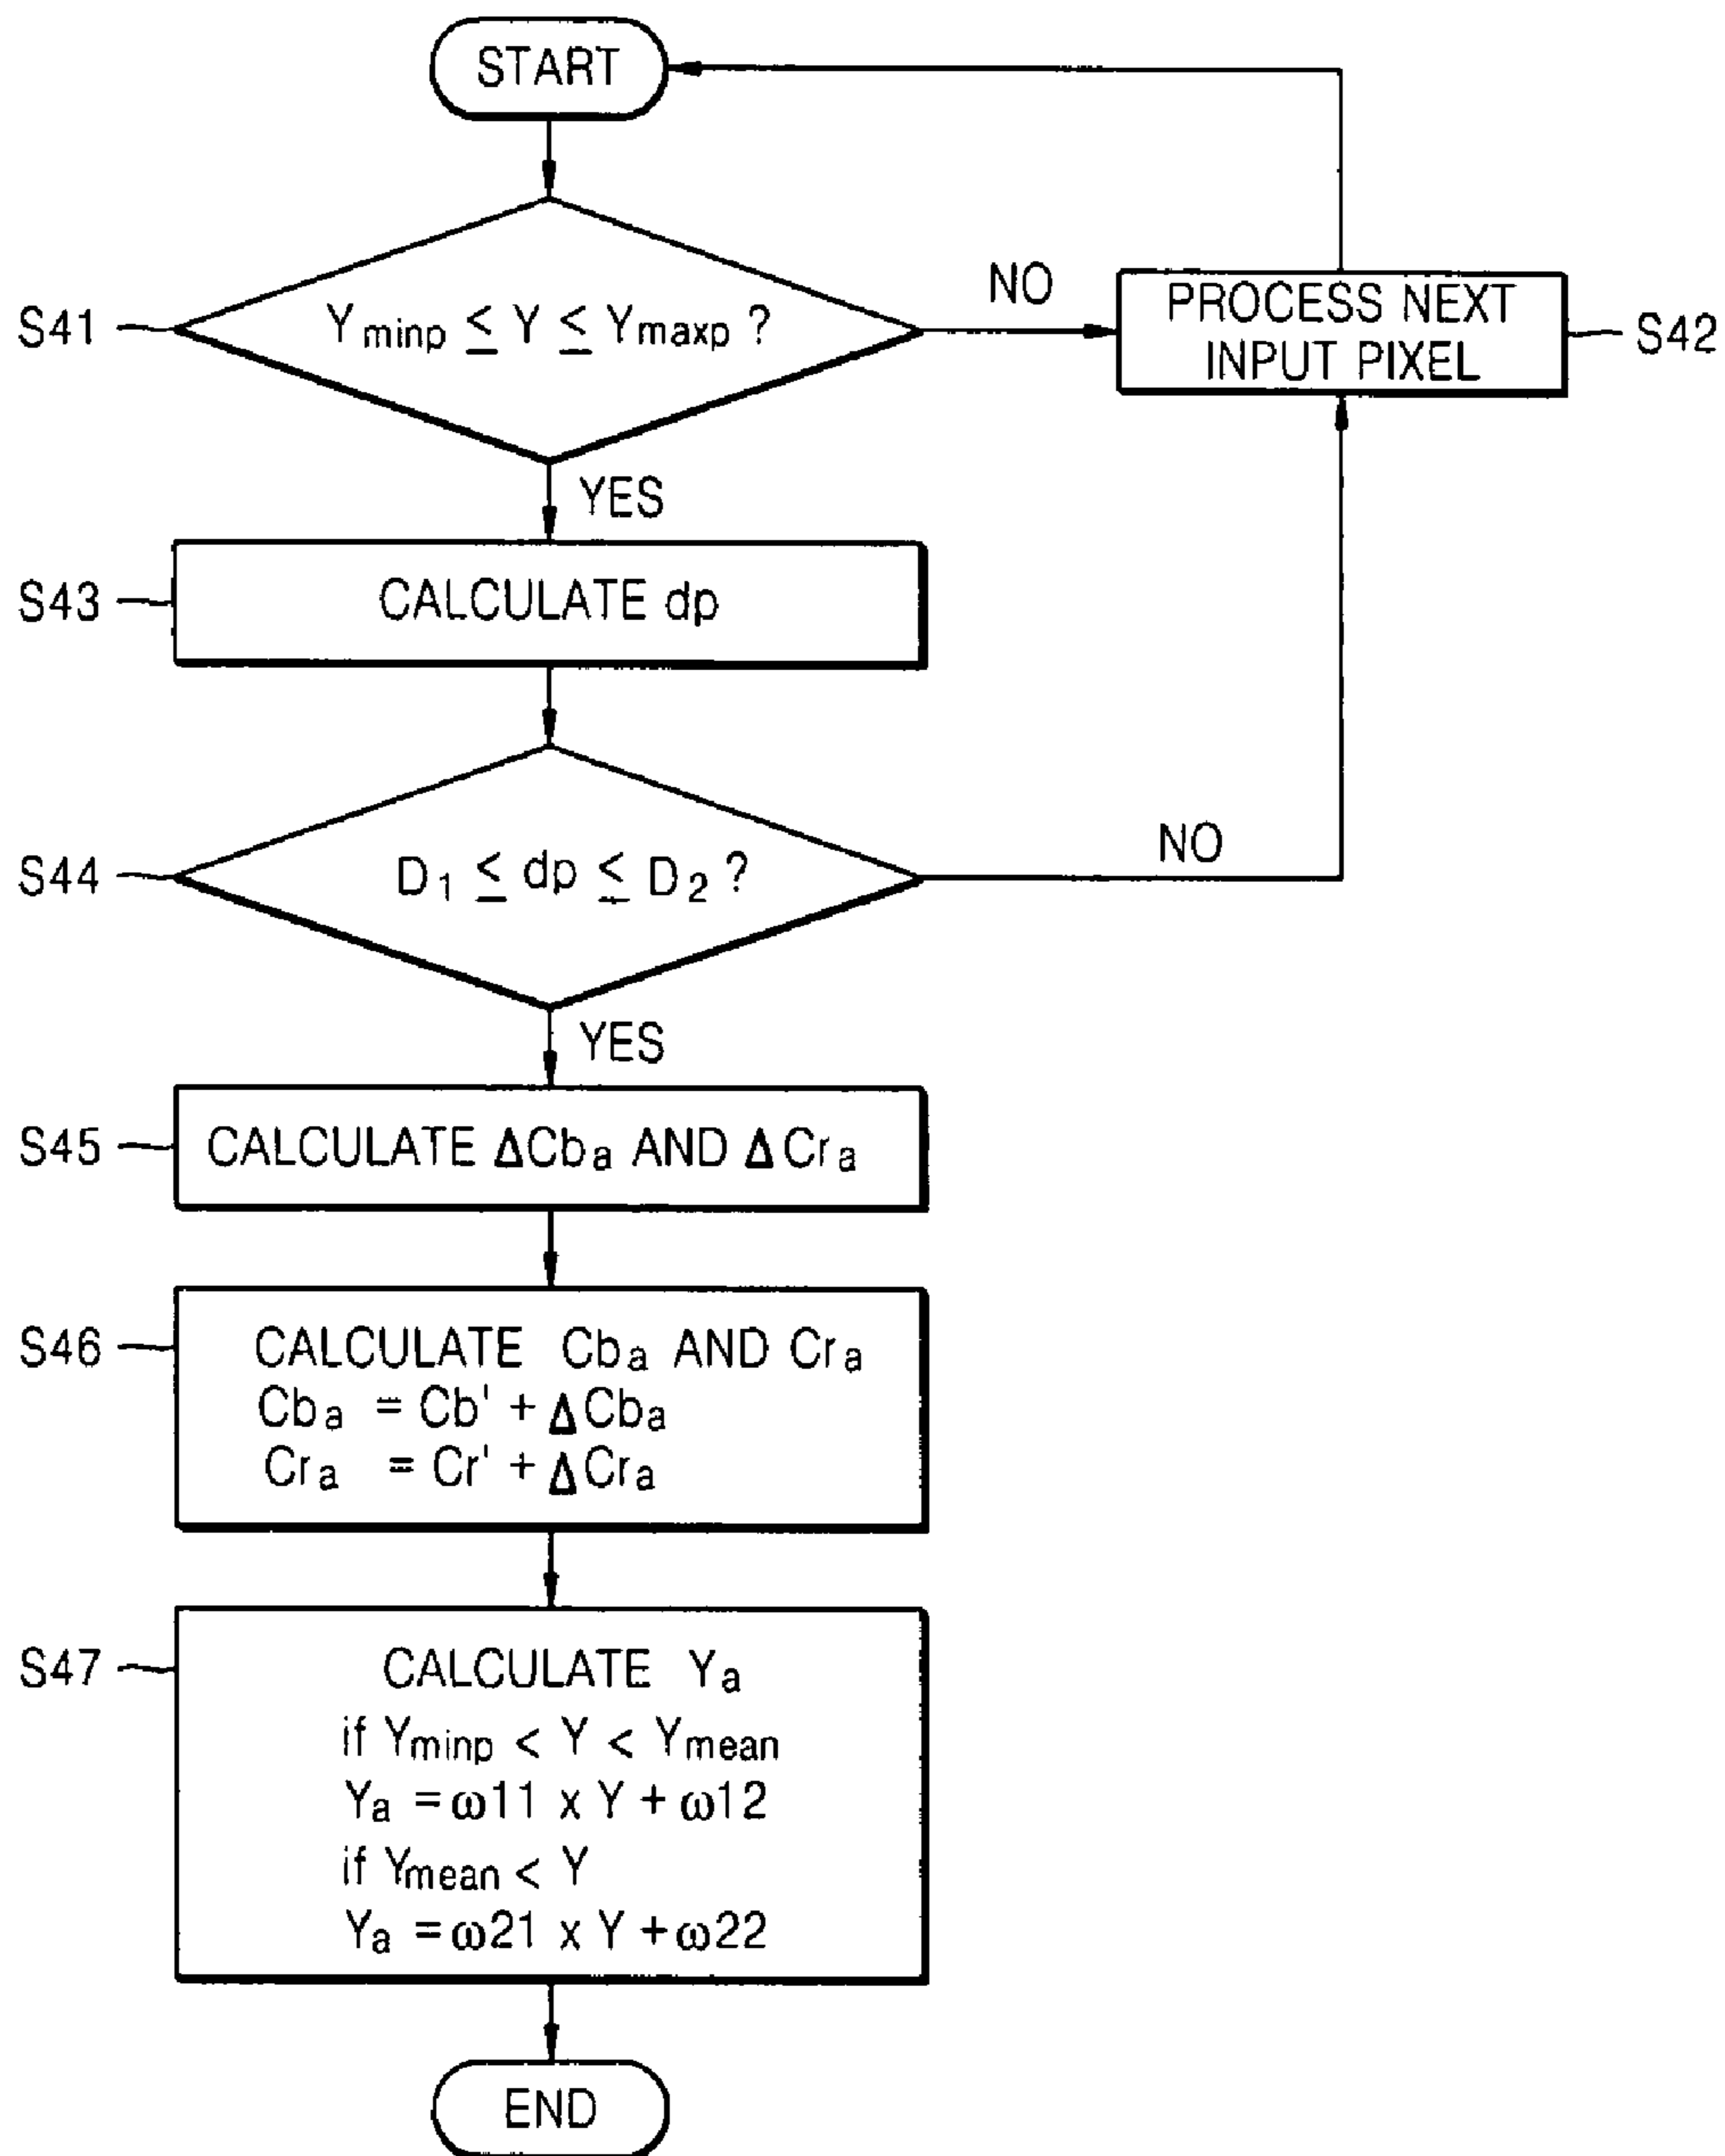 START
S41
Yminp ≤ Y ≤ Ymaxp ?
NO
PROCESS NEXT
INPUT PIXEL
S42
YES
S43
CALCULATE dp
S44
D1 ≤ dp ≤ D2 ?
NO
YES
S45
CALCULATE ΔCba AND ΔCra
S46
CALCULATE Cba AND Cra
Cba = Cb' + ΔCba
Cra = Cr' + ΔCra
S47
CALCULATE Ya
if Yminp < Y < Ymean
Ya = ω11 x Y + ω12
if Ymean < Y
Ya = ω21 x Y + ω22
END